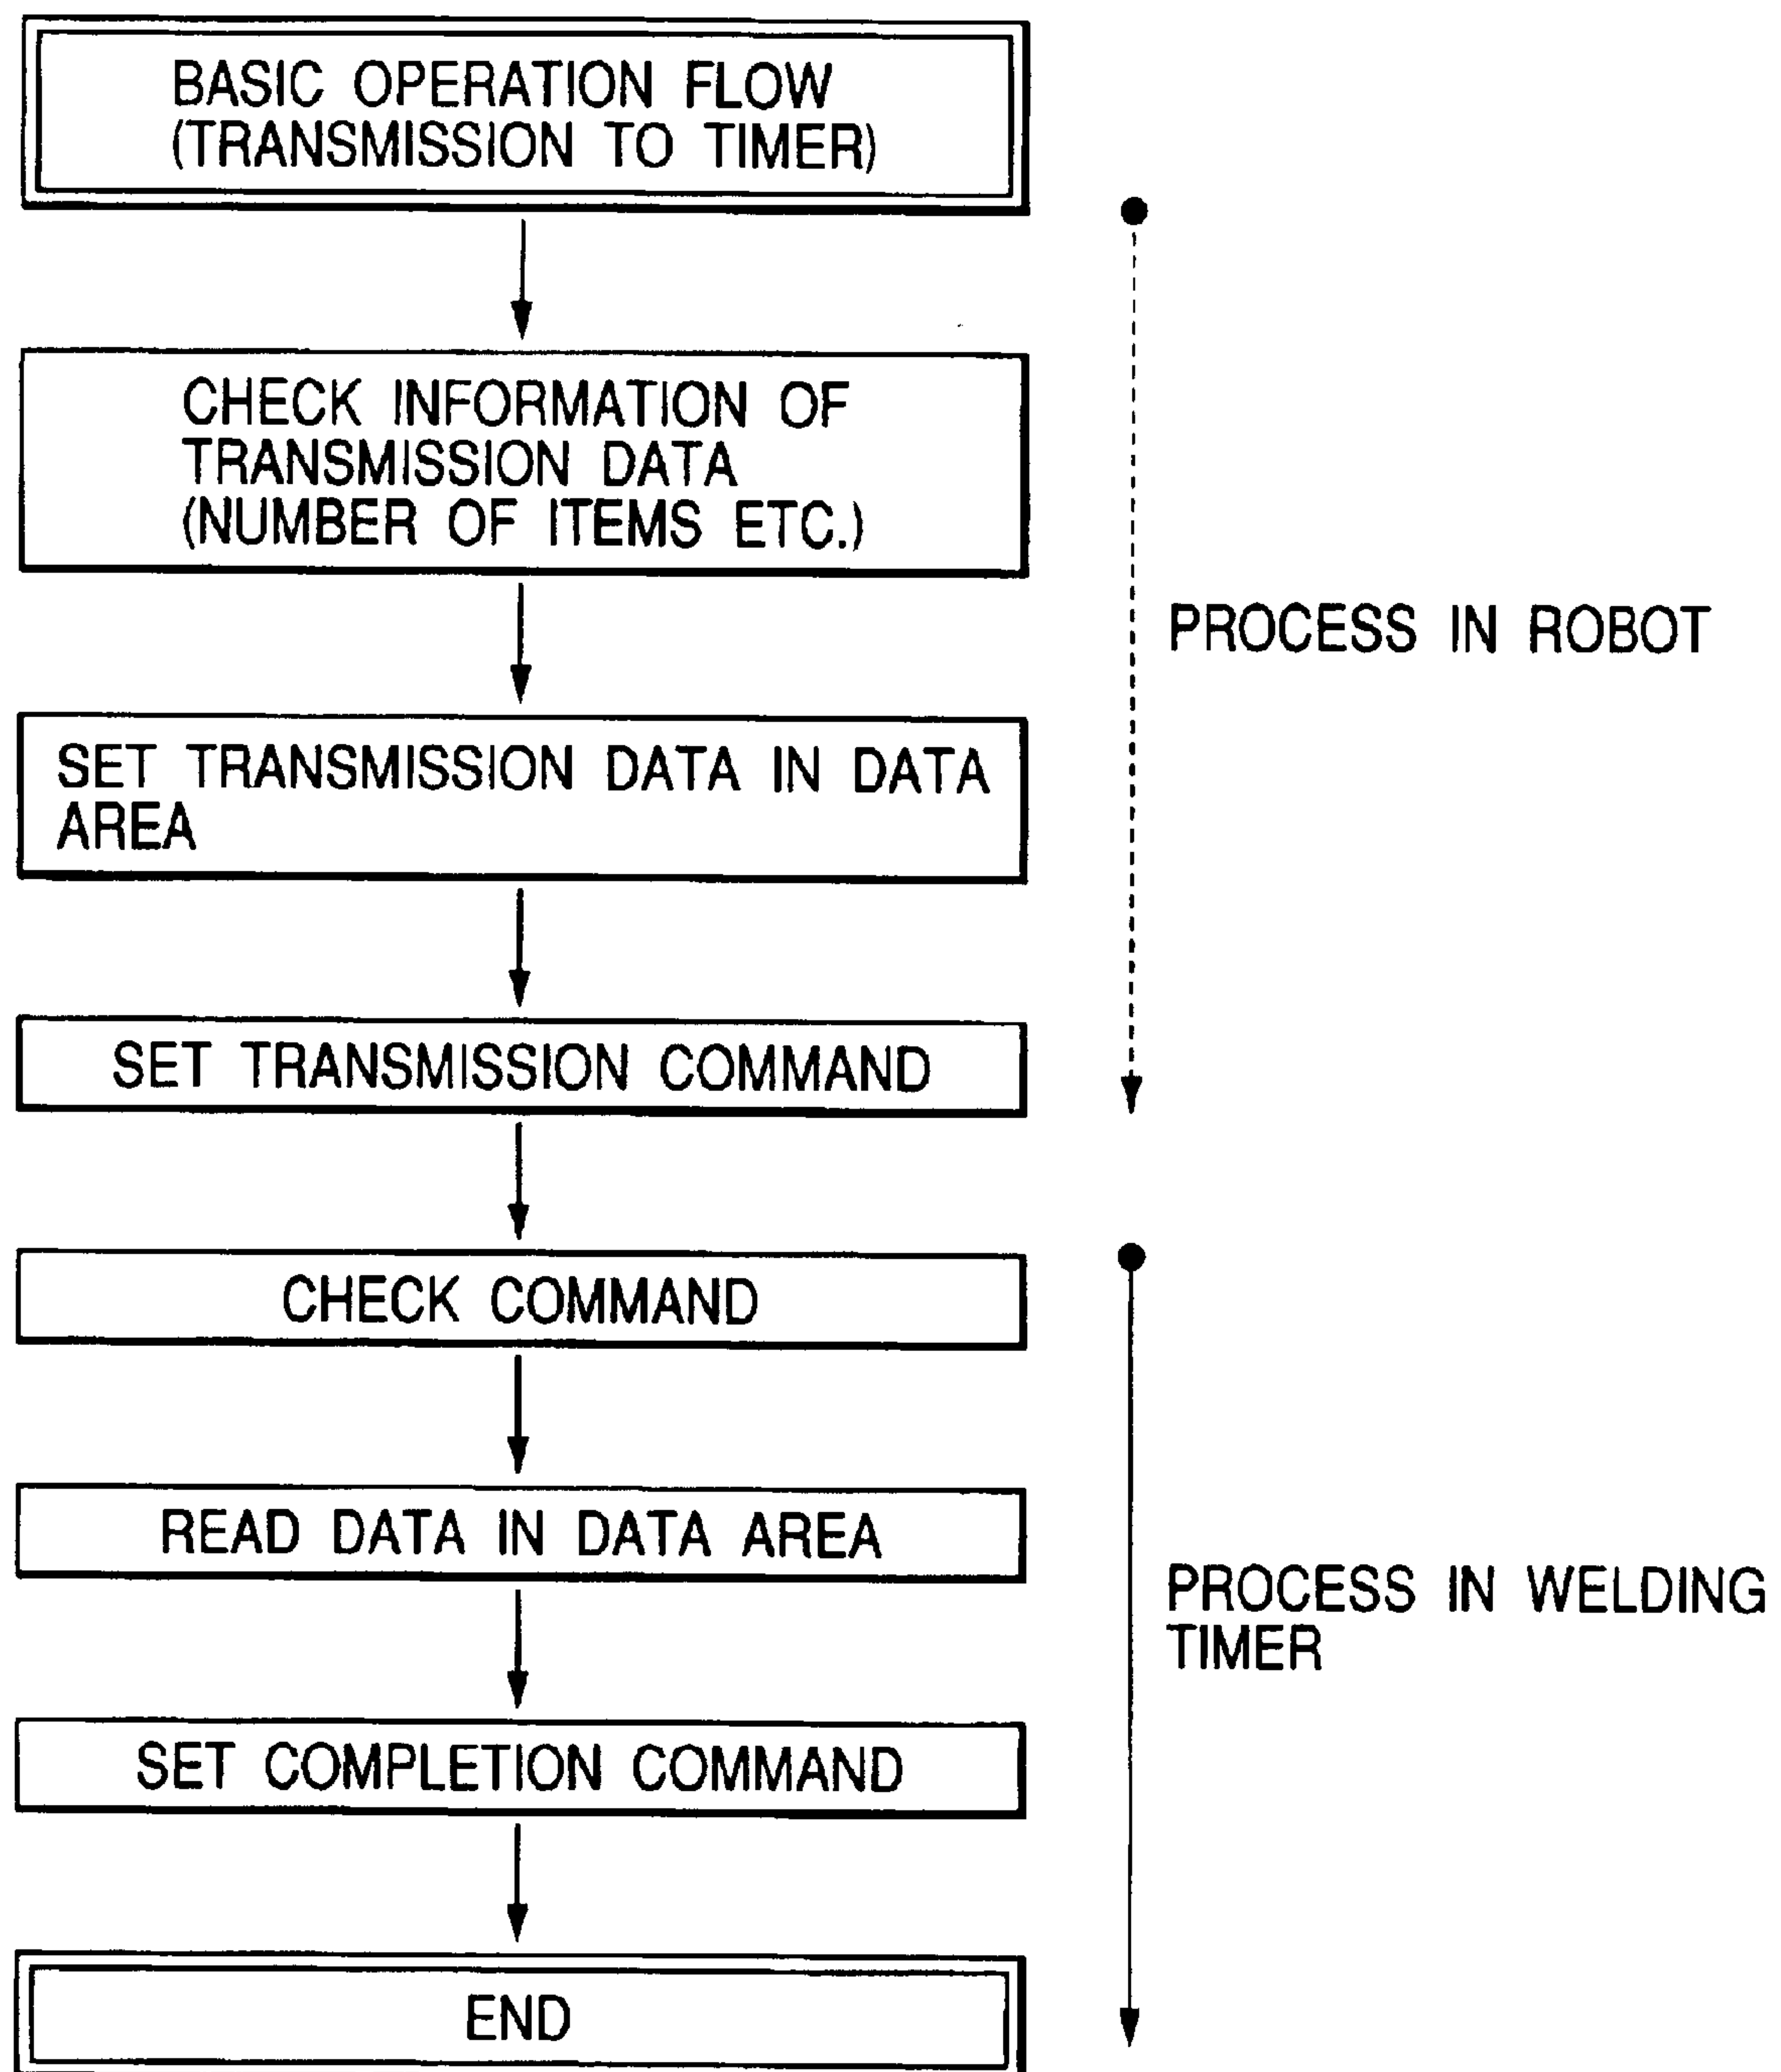 BASIC OPERATION FLOW
(TRANSMISSION TO TIMER)
CHECK INFORMATION OF
TRANSMISSION DATA
(NUMBER OF ITEMS ETC.)
PROCESS IN ROBOT
SET TRANSMISSION DATA IN DATA
AREA
SET TRANSMISSION COMMAND
CHECK COMMAND
READ DATA IN DATA AREA
PROCESS IN WELDING
TIMER
SET COMPLETION COMMAND
END